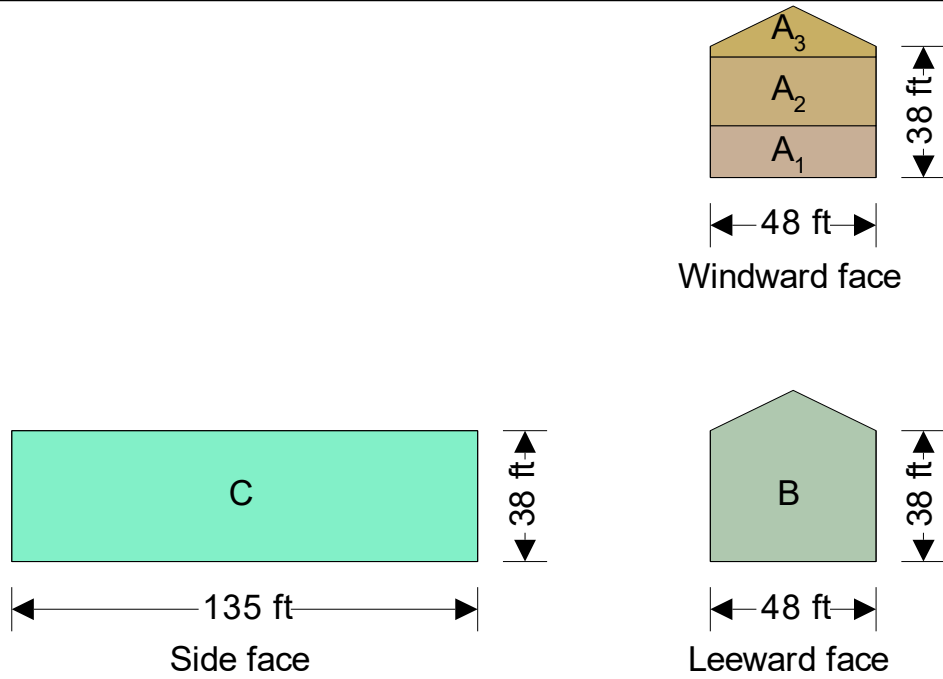 A₃
A₂
A₁
38 ft
48 ft
Windward face
C
38 ft
135 ft
Side face
B
38 ft
48 ft
Leeward face